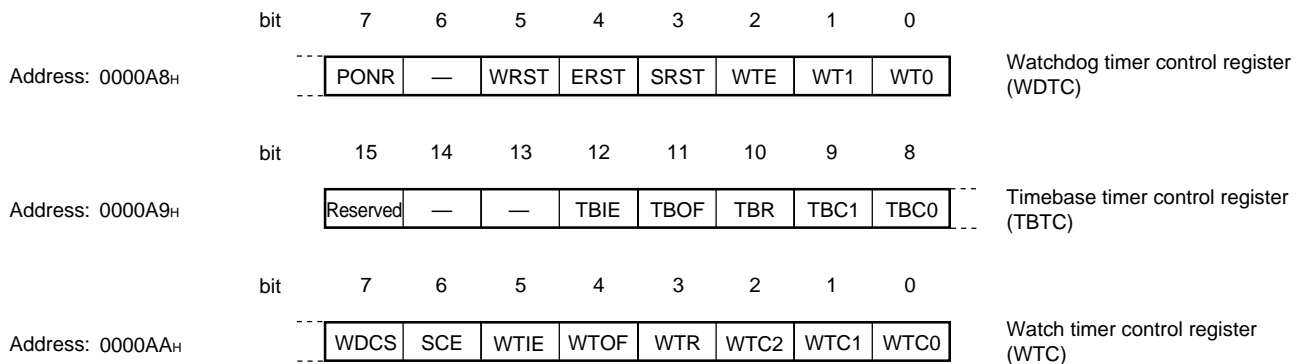 bit 7 6 5 4 3 2 1 0
Address: 0000A8H PONR — WRST ERST SRST WTE WT1 WT0 Watchdog timer control register
(WDTC)
bit 15 14 13 12 11 10 9 8
Address: 0000A9H Reserved — — TBIE TBOF TBR TBC1 TBC0 Timebase timer control register
(TBTC)
bit 7 6 5 4 3 2 1 0
Address: 0000AAH WDCS SCE WTIE WTOF WTR WTC2 WTC1 WTC0 Watch timer control register
(WTC)